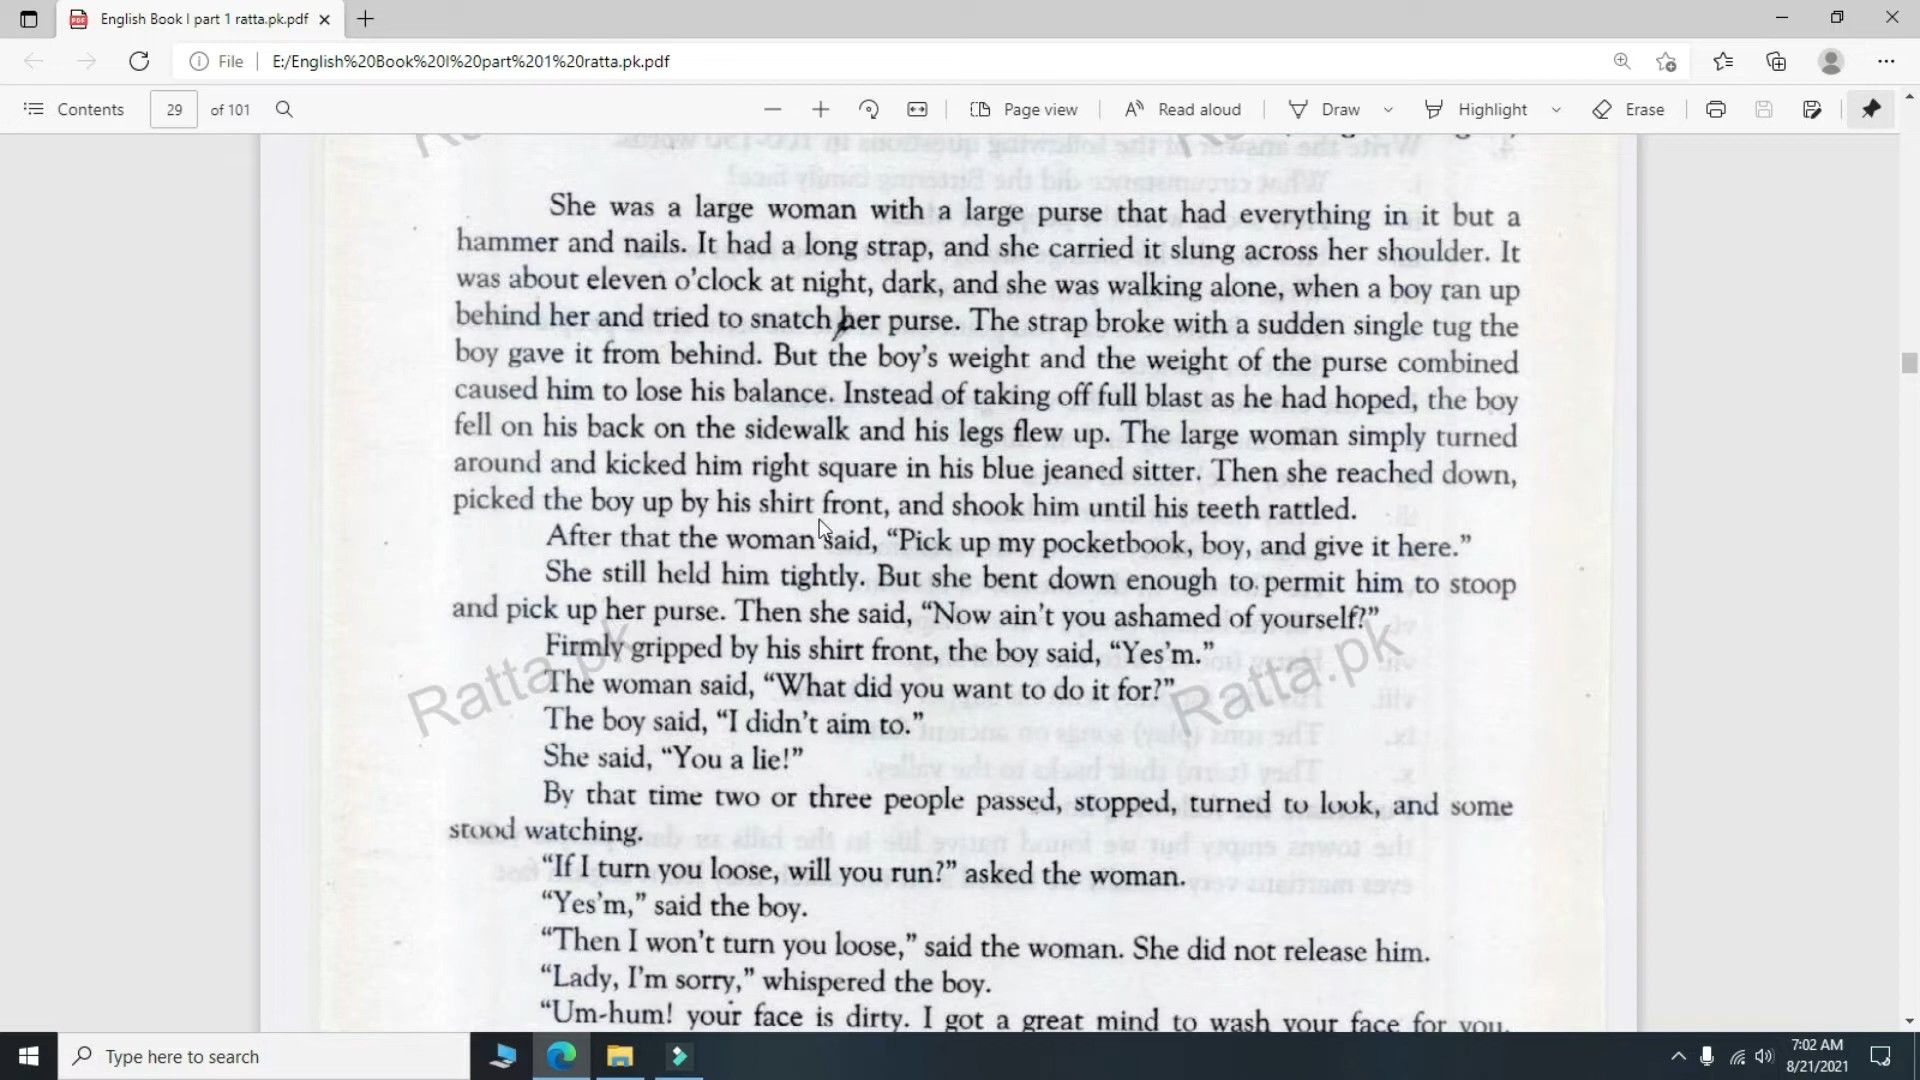 English Book I part 1 ratta.pk.pdf
File E:/English%20Book%20I%20part%201%20ratta.pk.pdf
Contents 29 of 101 Page view Read aloud Draw Highlight Erase
She was a large woman with a large purse that had everything in it but a
hammer and nails. It had a long strap, and she carried it slung across her shoulder. It
was about eleven o'clock at night, dark, and she was walking alone, when a boy ran up
behind her and tried to snatch her purse. The strap broke with a sudden single tug the
boy gave it from behind. But the boy's weight and the weight of the purse combined
caused him to lose his balance. Instead of taking off full blast as he had hoped, the boy
fell on his back on the sidewalk and his legs flew up. The large woman simply turned
around and kicked him right square in his blue jeaned sitter. Then she reached down,
picked the boy up by his shirt front, and shook him until his teeth rattled.
After that the woman said, “Pick up my pocketbook, boy, and give it here.”
She still held him tightly. But she bent down enough to permit him to stoop
and pick up her purse. Then she said, “Now ain't you ashamed of yourself?”
Firmly gripped by his shirt front, the boy said, “Yes'm.”
The woman said, “What did you want to do it for?”
The boy said, “I didn't aim to.”
She said, “You a lie!”
By that time two or three people passed, stopped, turned to look, and some
stood watching.
“If I turn you loose, will you run?” asked the woman.
“Yes'm,” said the boy.
“Then I won't turn you loose,” said the woman. She did not release him.
“Lady, I'm sorry,” whispered the boy.
“Um-hum! your face is dirty. I got a great mind to wash your face for you.
Ratta.pk
Ratta.pk
Type here to search
7:02 AM
8/21/2021